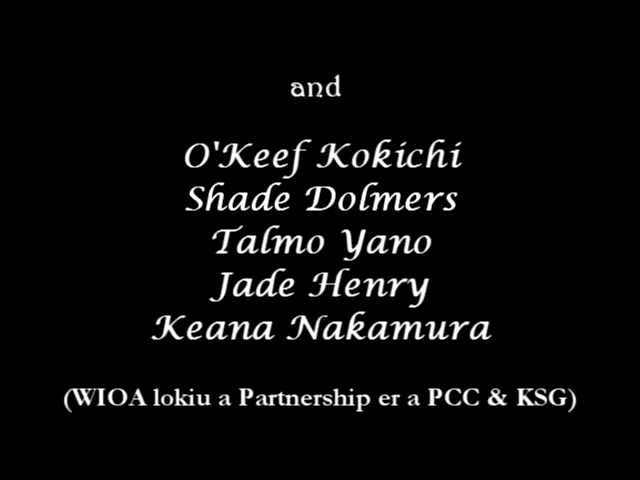 and
O'Keef Kokichi
Shade Dolmers
Talmo Yano
Jade Henry
Keana Nakamura
(WIOA lokiu a Partnership er a PCC & KSG)